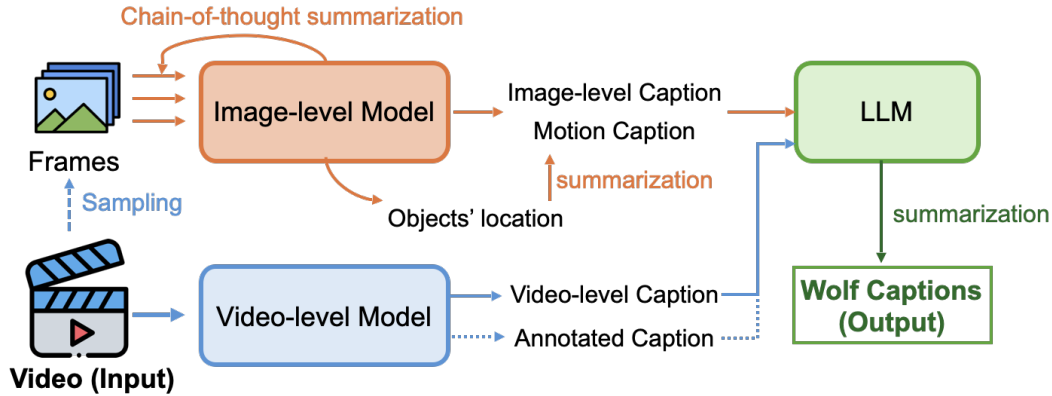 Chain-of-thought summarization
Frames
Image-level Model
Image-level Caption
Motion Caption
LLM
Sampling
Objects’ location
summarization
summarization
Video (Input)
Video-level Model
Video-level Caption
Annotated Caption
Wolf Captions
(Output)